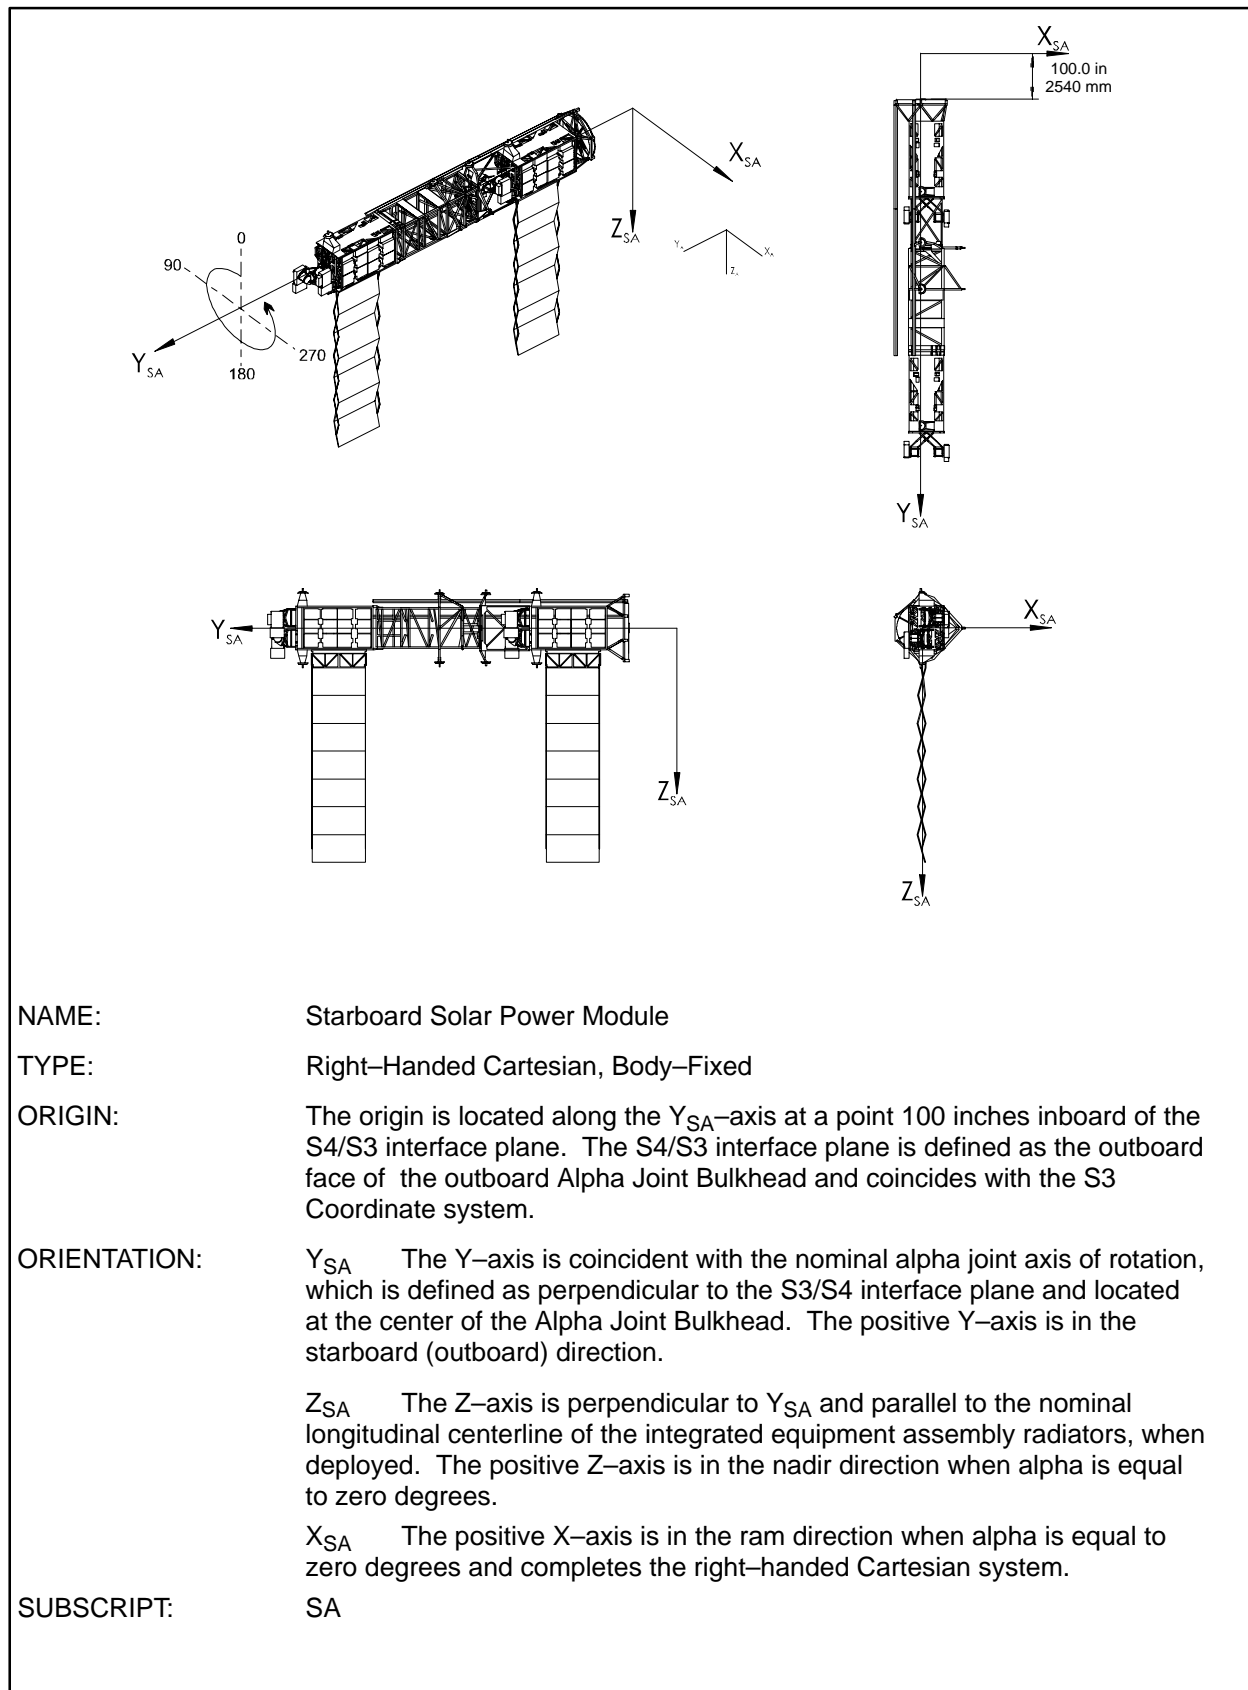 X_SA
100.0 in
2540 mm
X_SA
Z_SA
0
90
270
180
Y_SA
Y_SA
Y_SA
X_SA
Z_SA
Z_SA
NAME: Starboard Solar Power Module
TYPE: Right–Handed Cartesian, Body–Fixed
ORIGIN: The origin is located along the Y_SA–axis at a point 100 inches inboard of the
S4/S3 interface plane. The S4/S3 interface plane is defined as the outboard
face of the outboard Alpha Joint Bulkhead and coincides with the S3
Coordinate system.
ORIENTATION: Y_SA The Y–axis is coincident with the nominal alpha joint axis of rotation,
which is defined as perpendicular to the S3/S4 interface plane and located
at the center of the Alpha Joint Bulkhead. The positive Y–axis is in the
starboard (outboard) direction.
Z_SA The Z–axis is perpendicular to Y_SA and parallel to the nominal
longitudinal centerline of the integrated equipment assembly radiators, when
deployed. The positive Z–axis is in the nadir direction when alpha is equal
to zero degrees.
X_SA The positive X–axis is in the ram direction when alpha is equal to
zero degrees and completes the right–handed Cartesian system.
SUBSCRIPT: SA